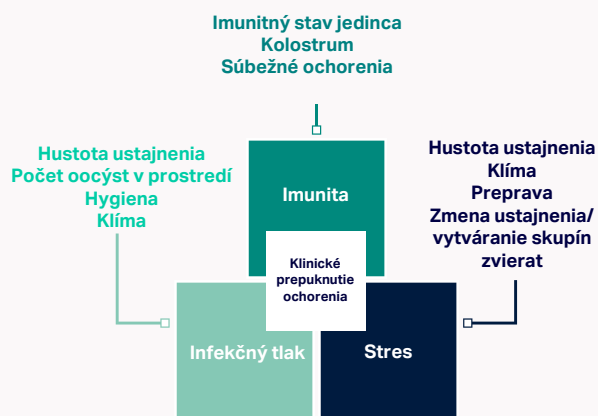 Imunitný stav jedinca
Kolostrum
Súbežné ochorenia
Hustota ustajnenia
Počet oocýst v prostredí
Hygiena
Klíma
Hustota ustajnenia
Klíma
Preprava
Zmena ustajnenia/
vytváranie skupín
zvierat
Imunita
Klinické
prepuknutie
ochorenia
Infekčný tlak
Stres